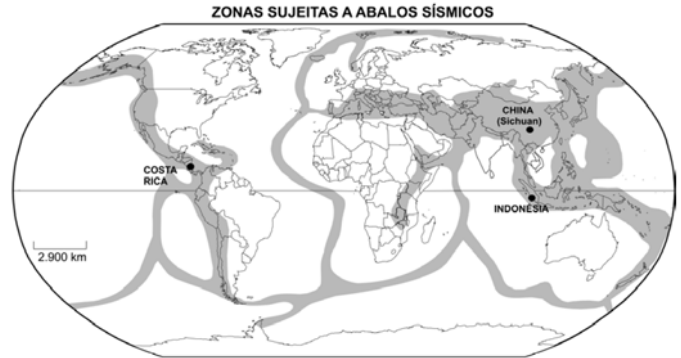 ZONAS SUJEITAS A ABALOS SÍSMICOS
CHINA
(Sichuan)
COSTA
RICA
INDONÉSIA
2.900 km